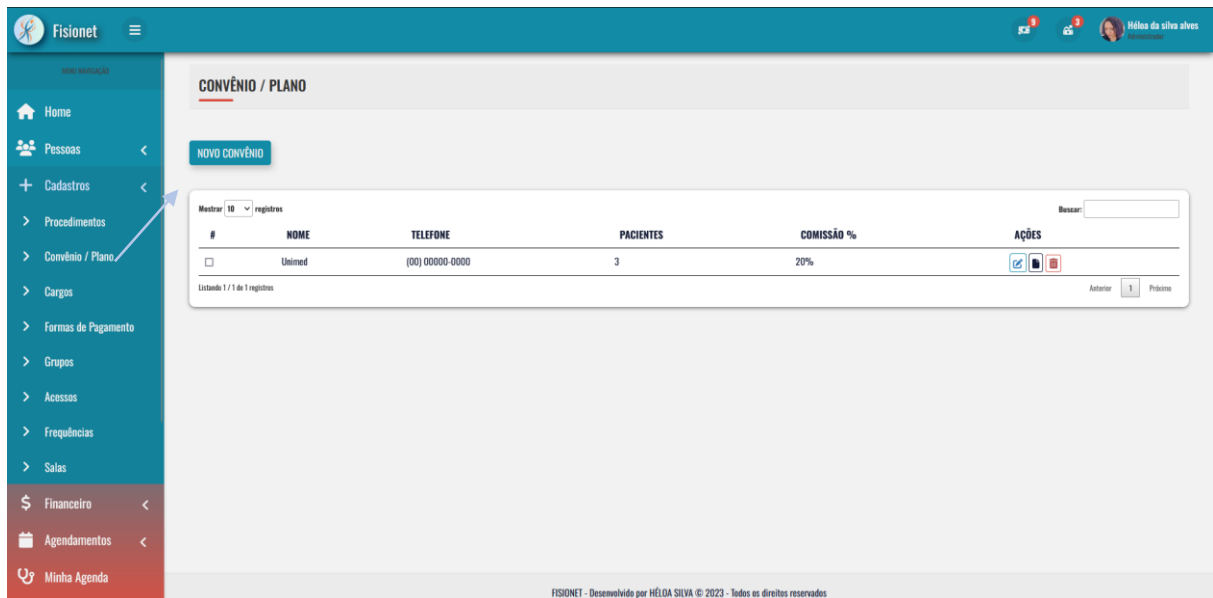 Fisionet
9
3
Héloa da silva alves
Administrador
MENU NAVEGAÇÃO
Home
Pessoas
Cadastros
Procedimentos
Convênio / Plano
Cargos
Formas de Pagamento
Grupos
Acessos
Frequências
Salas
Financeiro
Agendamentos
Minha Agenda
CONVÊNIO / PLANO
NOVO CONVÊNIO
Mostrar 10 registros Buscar:
# NOME TELEFONE PACIENTES COMISSÃO % AÇÕES
Unimed (00) 00000-0000 3 20%
Listando 1 / 1 de 1 registros Anterior 1 Próximo
FISIONET - Desenvolvido por HÉLOA SILVA © 2023 - Todos os direitos reservados